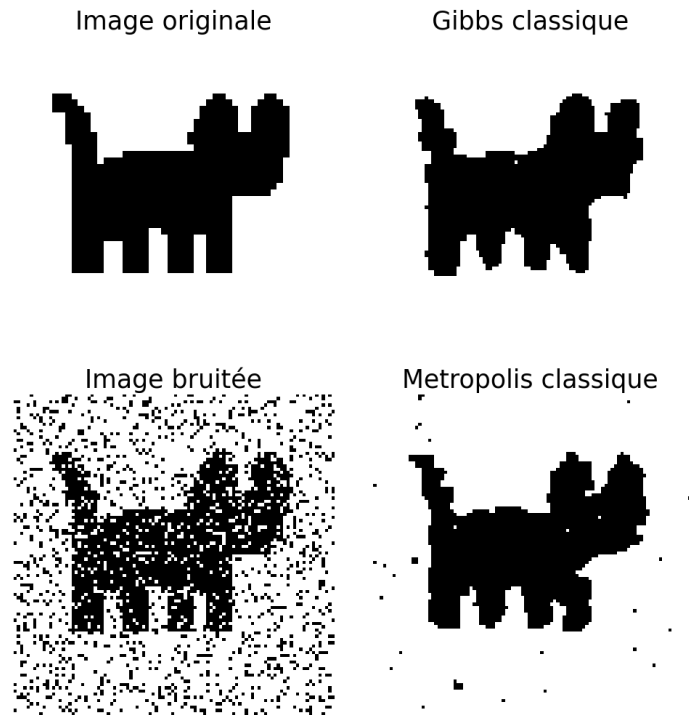 Image originale
Gibbs classique
Image bruitée
Metropolis classique